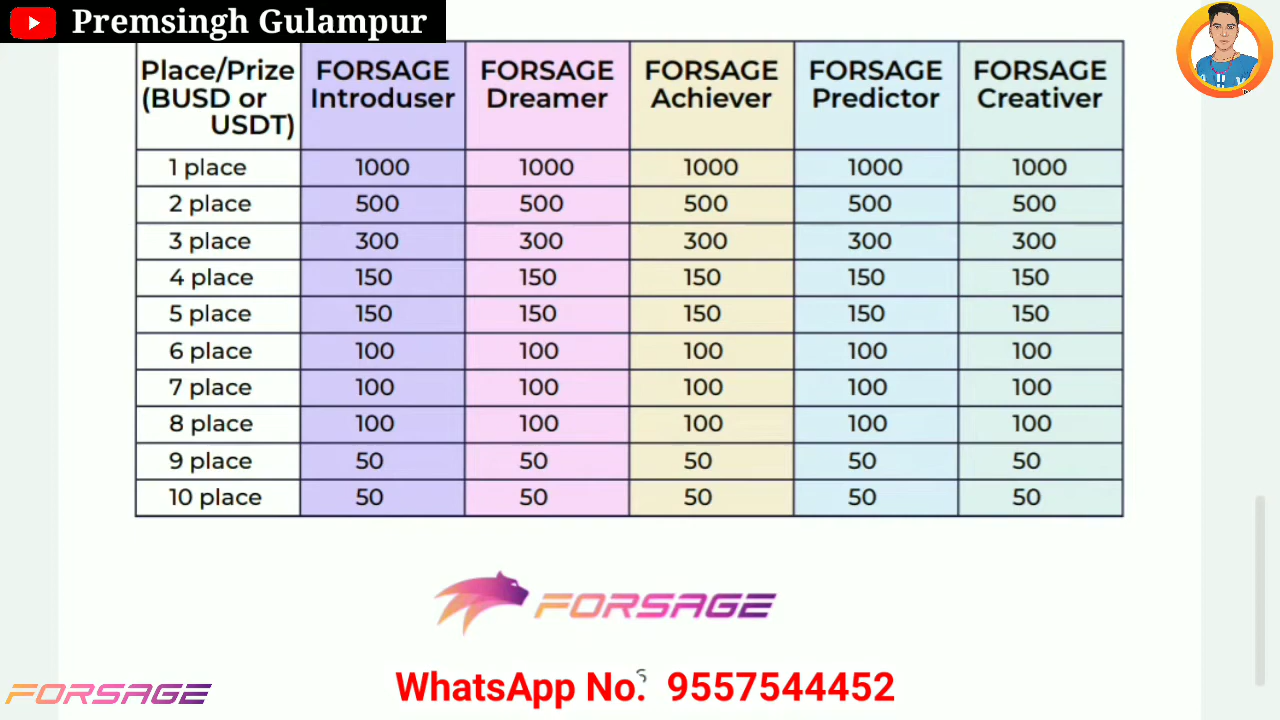 Premsingh Gulampur
Place/Prize FORSAGE FORSAGE FORSAGE FORSAGE FORSAGE
(BUSD or Introduser Dreamer Achiever Predictor Creativer
USDT)
1 place 1000 1000 1000 1000 1000
2 place 500 500 500 500 500
3 place 300 300 300 300 300
4 place 150 150 150 150 150
5 place 150 150 150 150 150
6 place 100 100 100 100 100
7 place 100 100 100 100 100
8 place 100 100 100 100 100
9 place 50 50 50 50 50
10 place 50 50 50 50 50
FORSAGE
WhatsApp No. 9557544452
FORSAGE